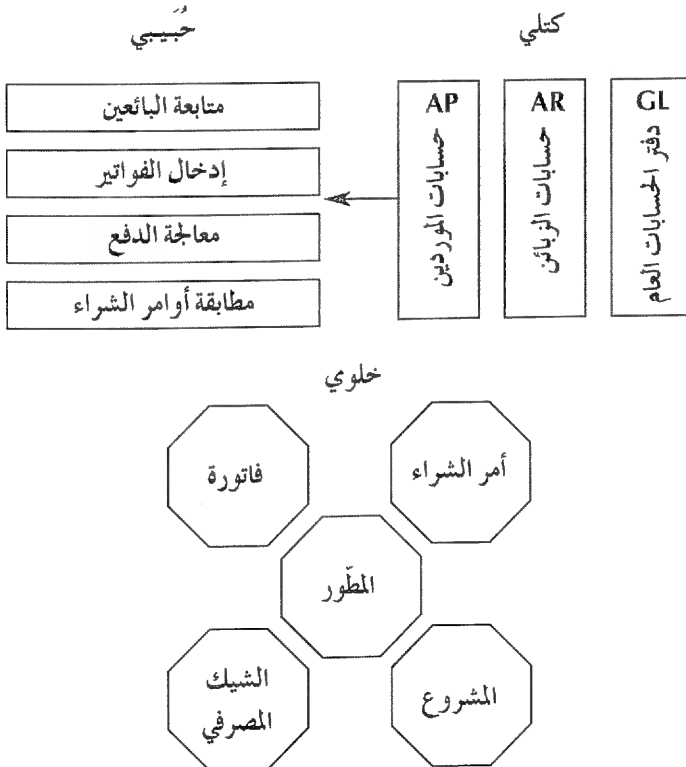 كتلي
حُبَيبي
GL
دفتر الحسابات العام
AR
حسابات الزبائن
AP
حسابات الموردين
متابعة البائعين
إدخال الفواتير
معالجة الدفع
مطابقة أوامر الشراء
خلوي
أمر الشراء
فاتورة
المطّور
المشروع
الشيك
المصرفي